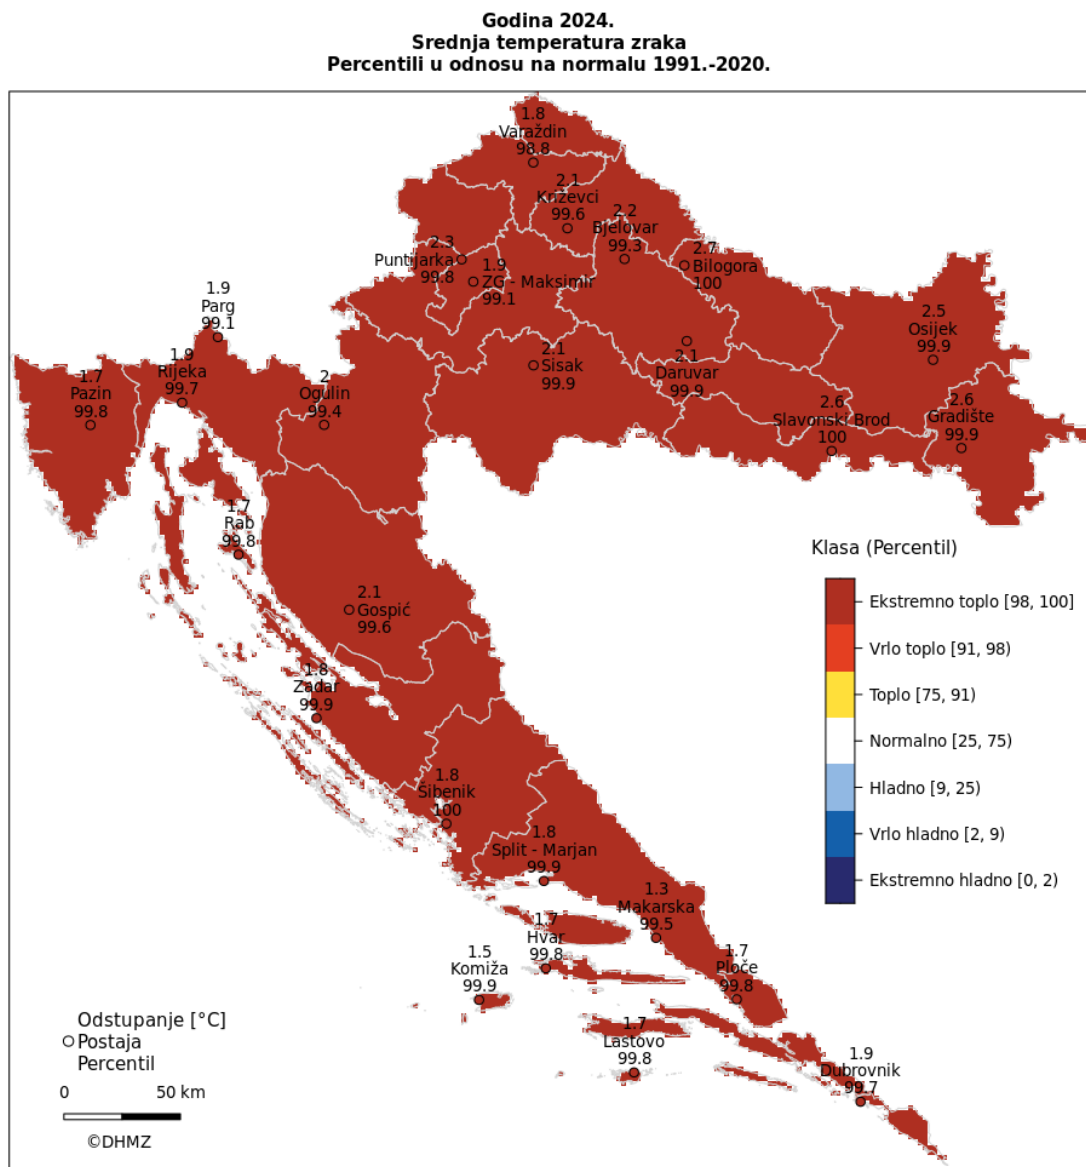 Godina 2024.
Srednja temperatura zraka
Percentili u odnosu na normalu 1991.-2020.
1.8
Varaždin
98.8
2.1
Križevci
99.6
2.2
Bjelovar
99.3
2.3
Puntijarka
99.8
1.9
ZG - Maksimir
99.1
2.7
Bilogora
100
1.9
Parg
99.1
2.5
Osijek
99.9
1.7
Pazin
99.8
1.9
Rijeka
99.7
2
Ogulin
99.4
2.1
Sisak
99.9
2.1
Daruvar
99.9
2.6
Slavonski Brod
100
2.6
Gradište
99.9
1.7
Rab
99.8
2.1
Gospić
99.6
1.8
Zadar
99.9
1.8
Šibenik
100
1.8
Split - Marjan
99.9
1.3
Makarska
99.5
1.7
Hvar
99.8
1.5
Komiža
99.9
1.7
Ploče
99.8
1.7
Lastovo
99.8
1.9
Dubrovnik
99.7
Klasa (Percentil)
Ekstremno toplo [98, 100]
Vrlo toplo [91, 98)
Toplo [75, 91)
Normalno [25, 75)
Hladno [9, 25)
Vrlo hladno [2, 9)
Ekstremno hladno [0, 2)
Odstupanje [°C]
Postaja
Percentil
0 50 km
©DHMZ